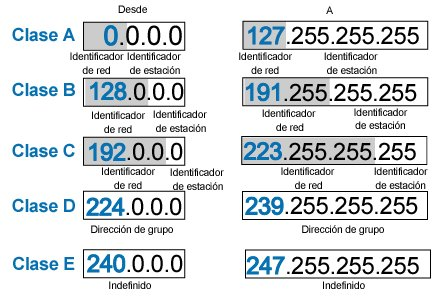 Desde A
Clase A 0.0.0.0 127.255.255.255
Identificador de red Identificador de estación Identificador de red Identificador de estación
Clase B 128.0.0.0 191.255.255.255
Identificador de red Identificador de estación Identificador de red Identificador de estación
Clase C 192.0.0.0 223.255.255.255
Identificador de red Identificador de estación Identificador de red Identificador de estación
Clase D 224.0.0.0 239.255.255.255
Dirección de grupo Dirección de grupo
Clase E 240.0.0.0 247.255.255.255
Indefinido Indefinido